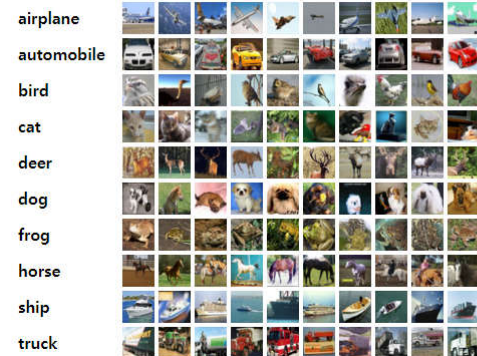 airplane
automobile
bird
cat
deer
dog
frog
horse
ship
truck